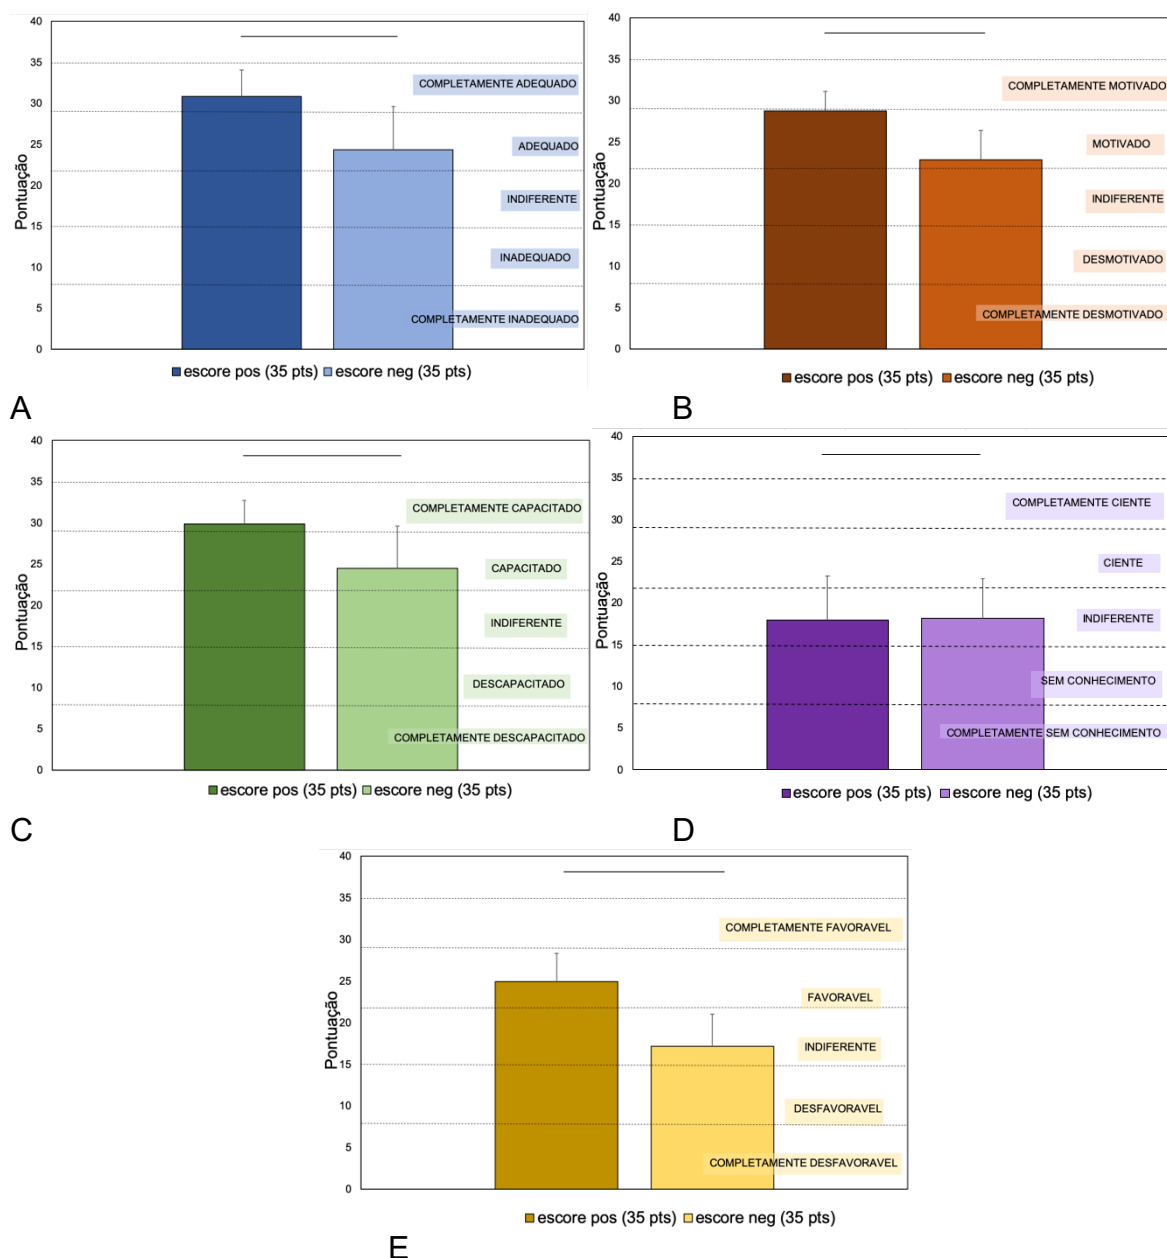 40
35
30
25
20
15
10
5
0
Pontuação
COMPLETAMENTE ADEQUADO
ADEQUADO
INDIFERENTE
INADEQUADO
COMPLETAMENTE INADEQUADO
escore pos (35 pts) escore neg (35 pts)
A
40
35
30
25
20
15
10
5
0
Pontuação
COMPLETAMENTE MOTIVADO
MOTIVADO
INDIFERENTE
DESMOTIVADO
COMPLETAMENTE DESMOTIVADO
escore pos (35 pts) escore neg (35 pts)
B
40
35
30
25
20
15
10
5
0
Pontuação
COMPLETAMENTE CAPACITADO
CAPACITADO
INDIFERENTE
DESCAPACITADO
COMPLETAMENTE DESCAPACITADO
escore pos (35 pts) escore neg (35 pts)
C
40
35
30
25
20
15
10
5
0
Pontuação
COMPLETAMENTE CIENTE
CIENTE
INDIFERENTE
SEM CONHECIMENTO
COMPLETAMENTE SEM CONHECIMENTO
escore pos (35 pts) escore neg (35 pts)
D
40
35
30
25
20
15
10
5
0
Pontuação
COMPLETAMENTE FAVORAVEL
FAVORAVEL
INDIFERENTE
DESFAVORAVEL
COMPLETAMENTE DESFAVORAVEL
escore pos (35 pts) escore neg (35 pts)
E